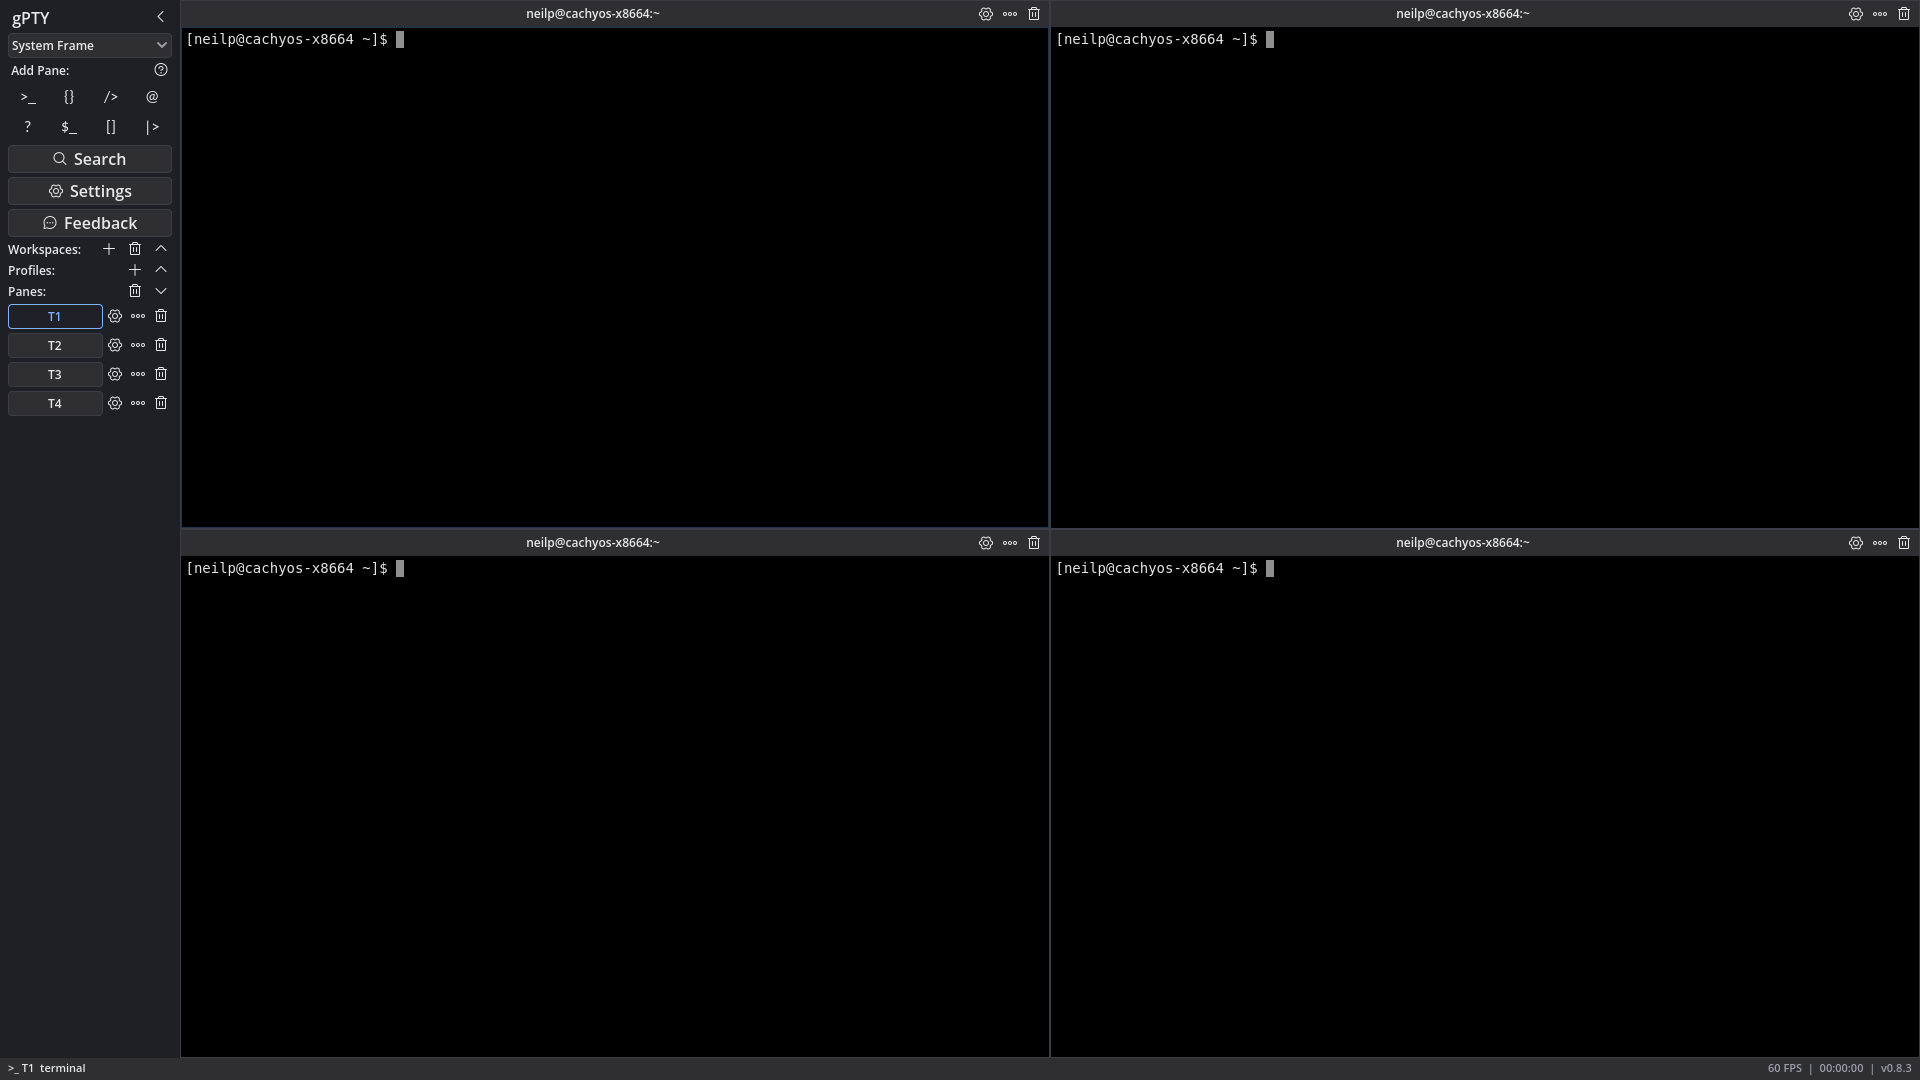 gPTY
System Frame
Add Pane:
>_ {} /> @
? $_ [] |>
Search
Settings
Feedback
Workspaces:
Profiles:
Panes:
T1
T2
T3
T4
neilp@cachyos-x8664:~
[neilp@cachyos-x8664 ~]$
neilp@cachyos-x8664:~
[neilp@cachyos-x8664 ~]$
neilp@cachyos-x8664:~
[neilp@cachyos-x8664 ~]$
neilp@cachyos-x8664:~
[neilp@cachyos-x8664 ~]$
>_ T1 terminal
60 FPS | 00:00:00 | v0.8.3